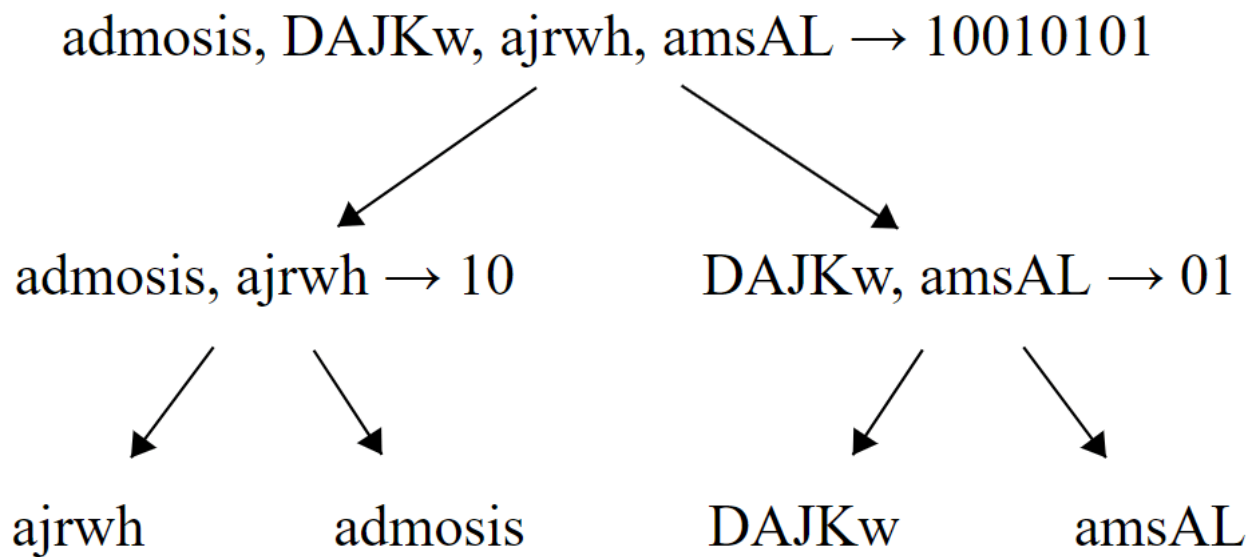 admosis, DAJKw, ajrwh, amsAL → 10010101
admosis, ajrwh → 10
DAJKw, amsAL → 01
ajrwh
admosis
DAJKw
amsAL